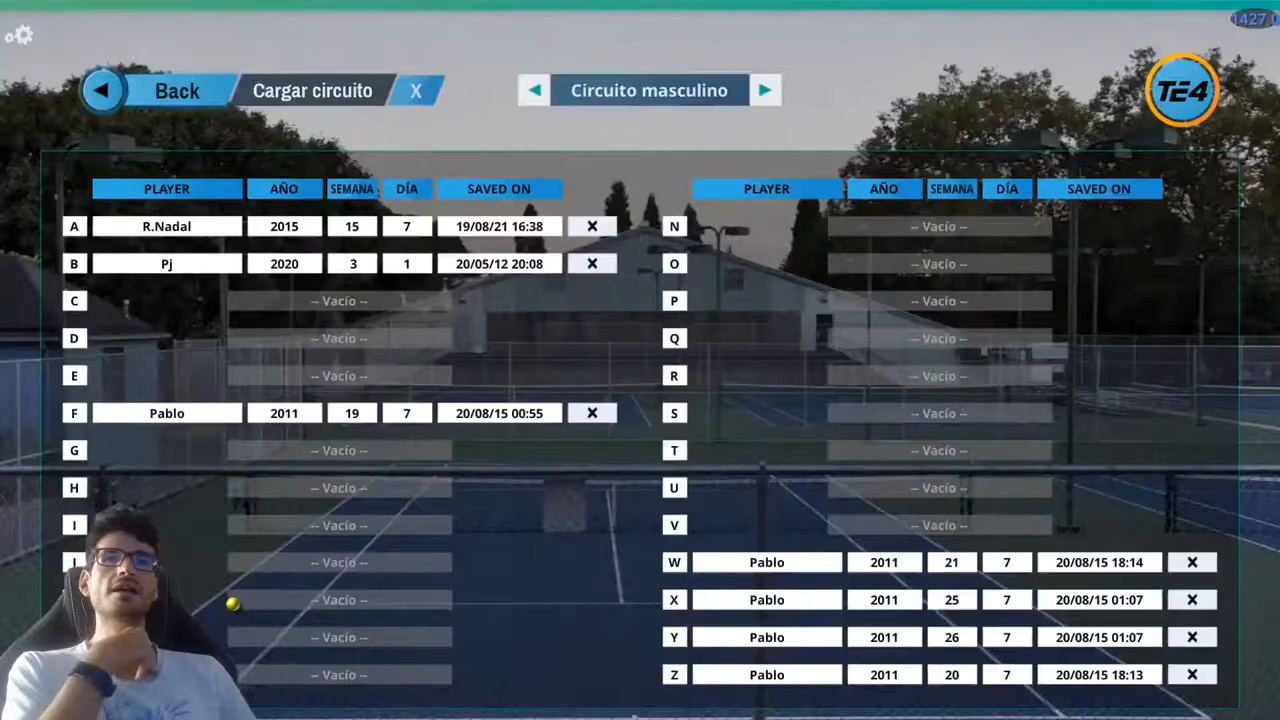 1427.0
Back
Cargar circuito
X
Circuito masculino
TE4
PLAYER AÑO SEMANA DÍA SAVED ON
A R.Nadal 2015 15 7 19/08/21 16:38 X
B Pj 2020 3 1 20/05/12 20:08 X
C -- Vacío --
D -- Vacío --
E -- Vacío --
F Pablo 2011 19 7 20/08/15 00:55 X
G -- Vacío --
H -- Vacío --
I -- Vacío --
-- Vacío --
-- Vacío --
-- Vacío --
-- Vacío --
PLAYER AÑO SEMANA DÍA SAVED ON
N -- Vacío --
O -- Vacío --
P -- Vacío --
Q -- Vacío --
R -- Vacío --
S -- Vacío --
T -- Vacío --
U -- Vacío --
V -- Vacío --
W Pablo 2011 21 7 20/08/15 18:14 X
X Pablo 2011 25 7 20/08/15 01:07 X
Y Pablo 2011 26 7 20/08/15 01:07 X
Z Pablo 2011 20 7 20/08/15 18:13 X